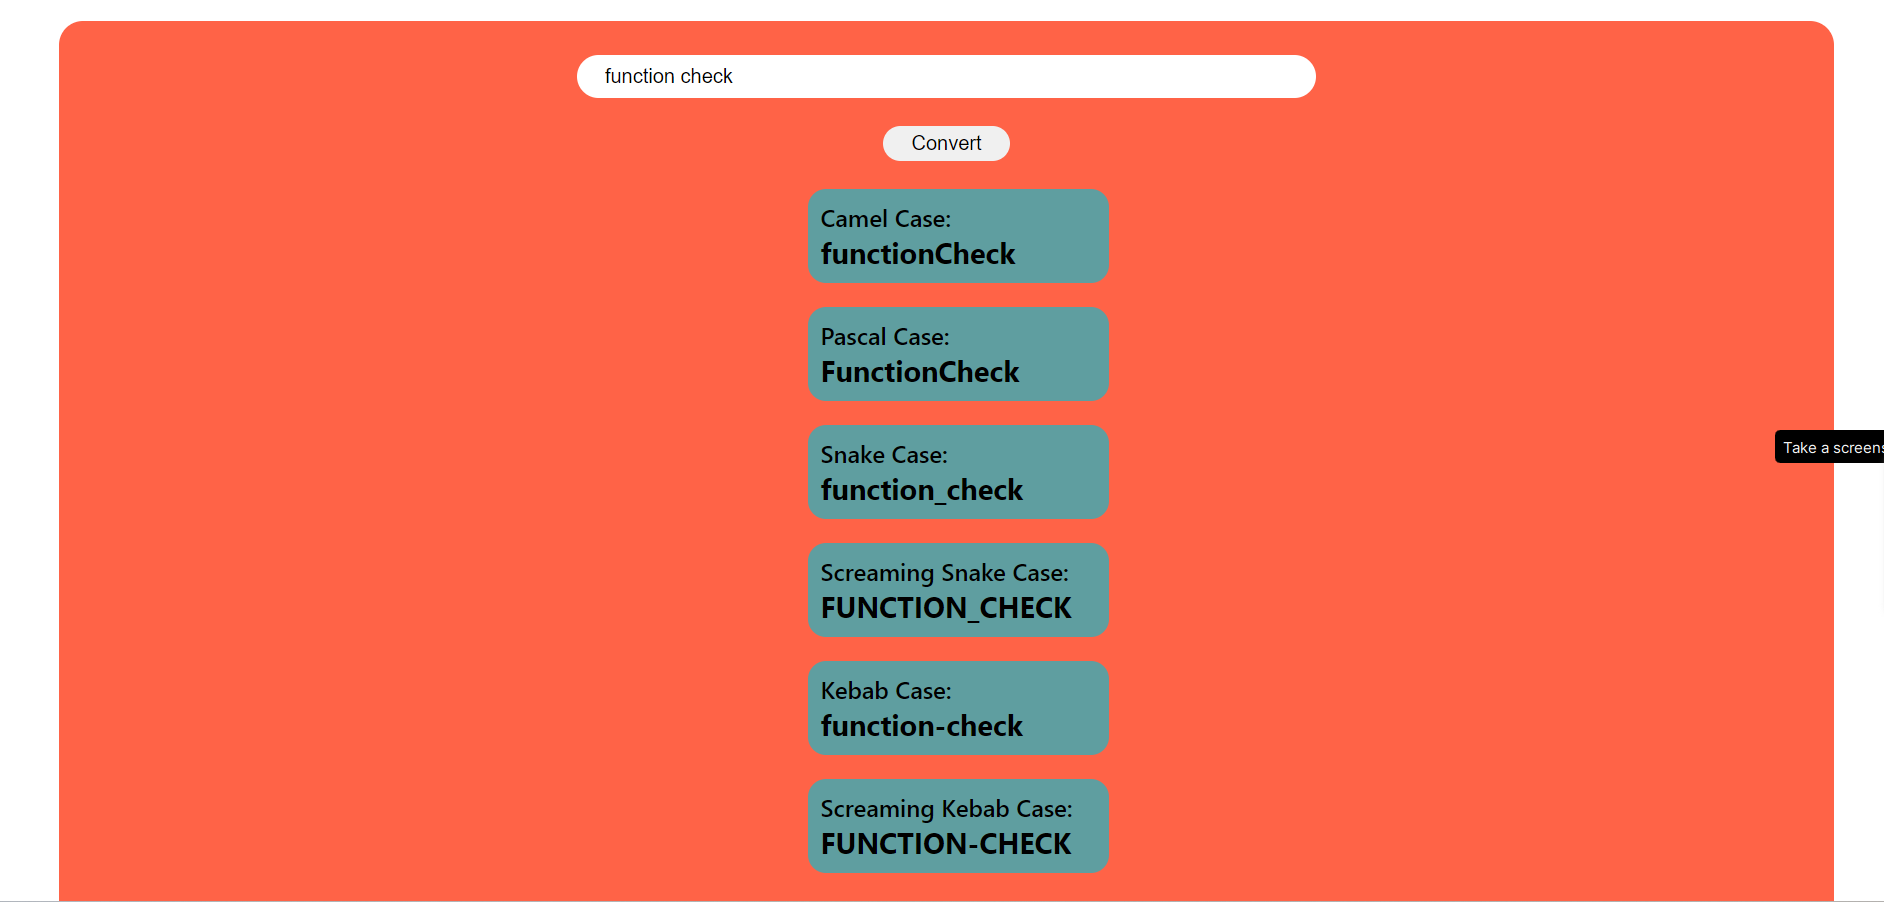 function check
Convert
Camel Case:
functionCheck
Pascal Case:
FunctionCheck
Snake Case:
function_check
Take a screens
Screaming Snake Case:
FUNCTION_CHECK
Kebab Case:
function-check
Screaming Kebab Case:
FUNCTION-CHECK